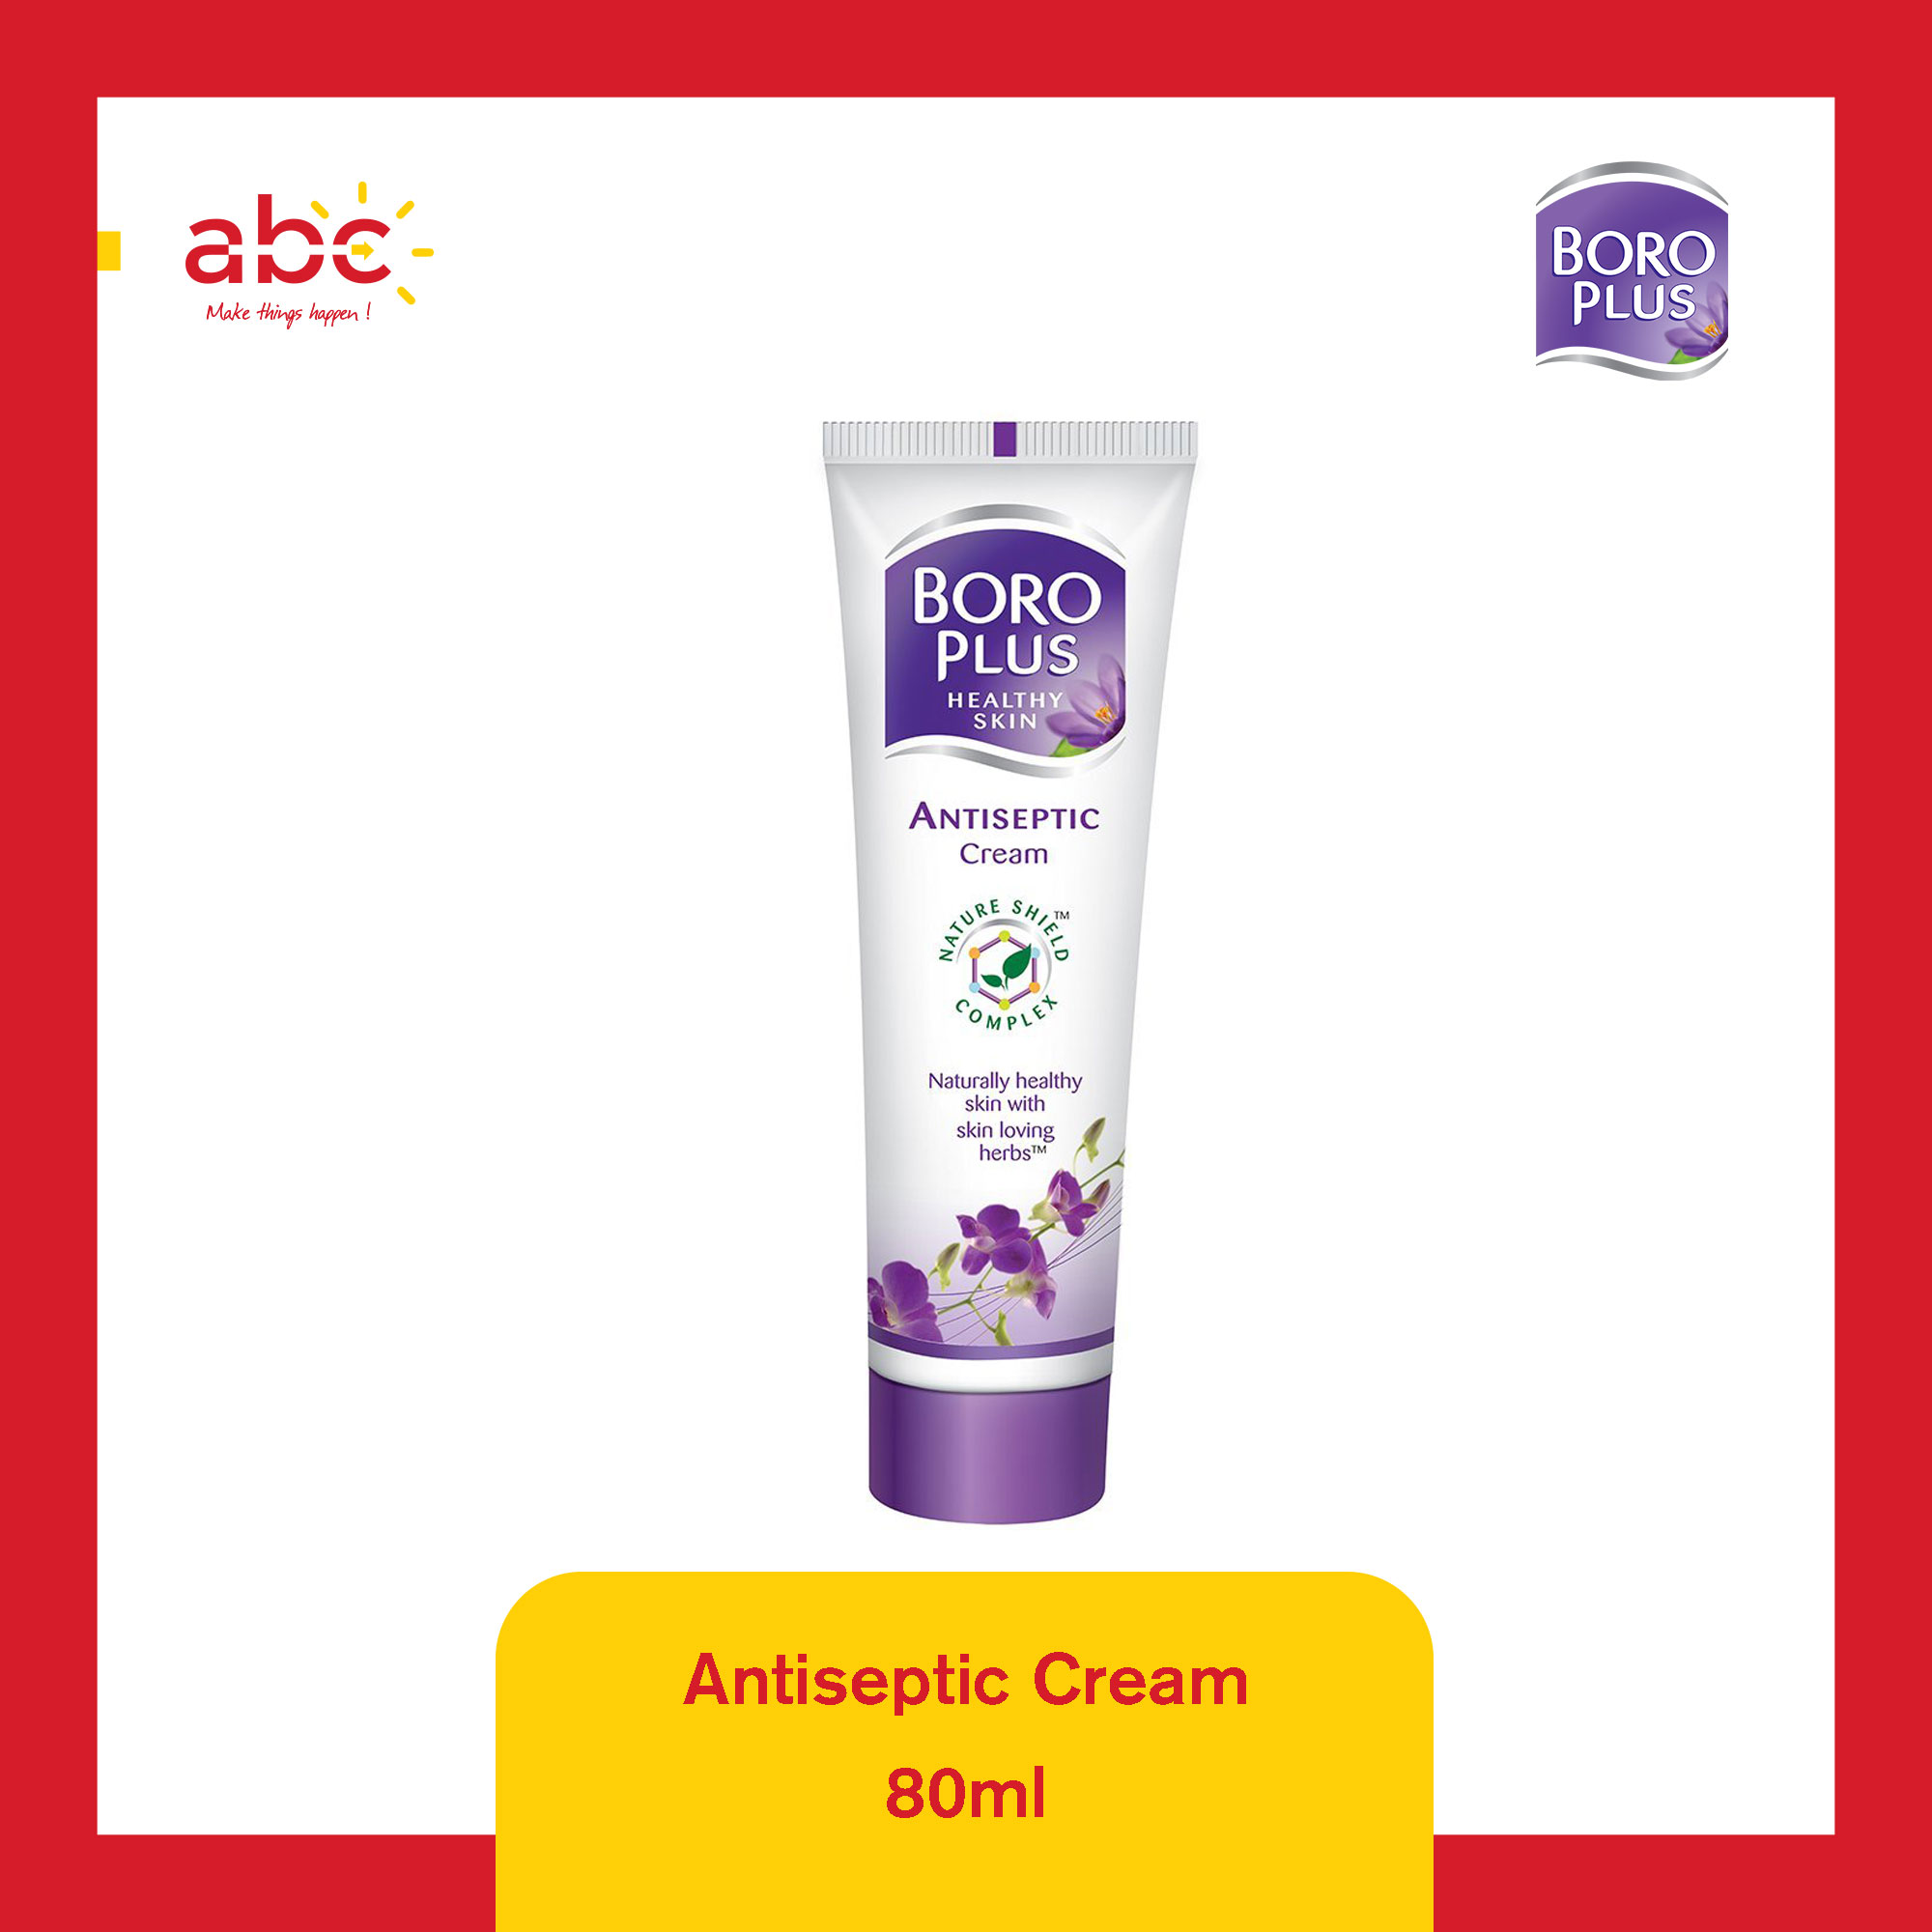 abc
Make things happen !
BORO
PLUS
BORO
PLUS
HEALTHY
SKIN
ANTISEPTIC
Cream
NATURE SHIELD™
COMPLEX
Naturally healthy
skin with
skin loving
herbs™
Antiseptic Cream
80ml